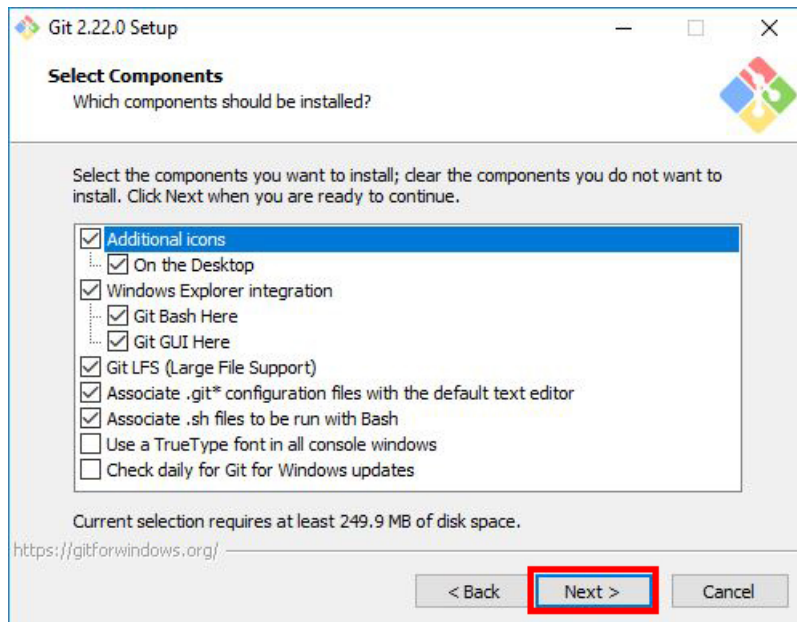 Git 2.22.0 Setup
Select Components
Which components should be installed?
Select the components you want to install; clear the components you do not want to
install. Click Next when you are ready to continue.
Additional icons
On the Desktop
Windows Explorer integration
Git Bash Here
Git GUI Here
Git LFS (Large File Support)
Associate .git* configuration files with the default text editor
Associate .sh files to be run with Bash
Use a TrueType font in all console windows
Check daily for Git for Windows updates
Current selection requires at least 249.9 MB of disk space.
https://gitforwindows.org/
< Back Next > Cancel